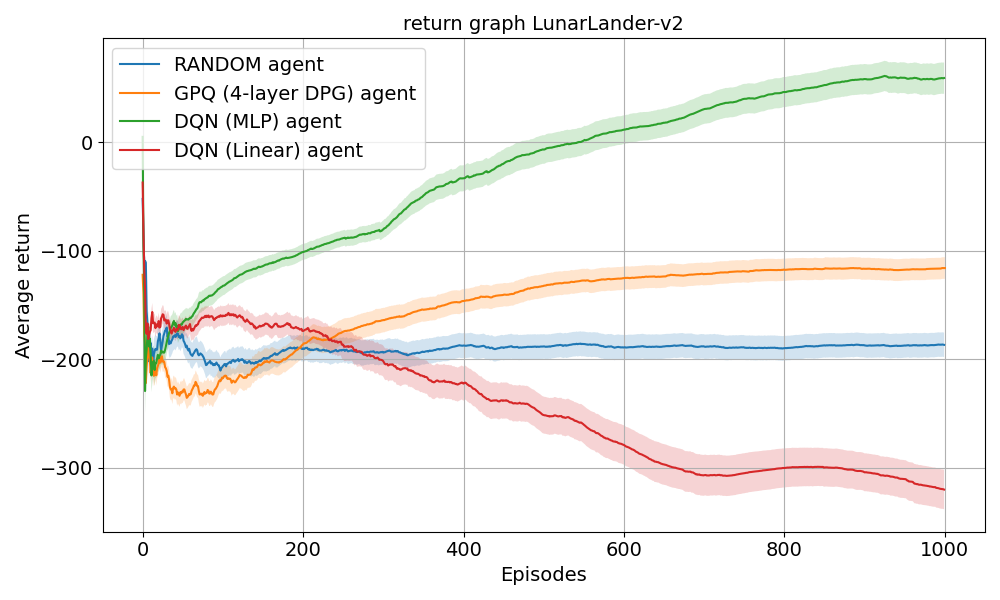 return graph LunarLander-v2
RANDOM agent
GPQ (4-layer DPG) agent
DQN (MLP) agent
DQN (Linear) agent
Average return
0
−100
−200
−300
0 200 400 600 800 1000
Episodes